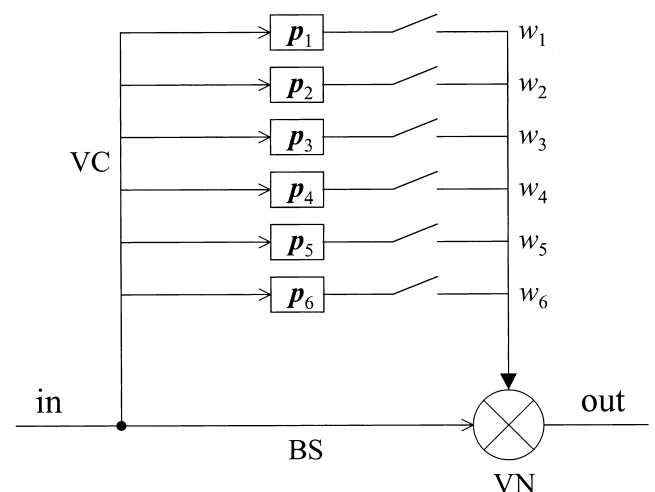 p₁ w₁
p₂ w₂
p₃ w₃
VC
p₄ w₄
p₅ w₅
p₆ w₆
in
out
BS
VN